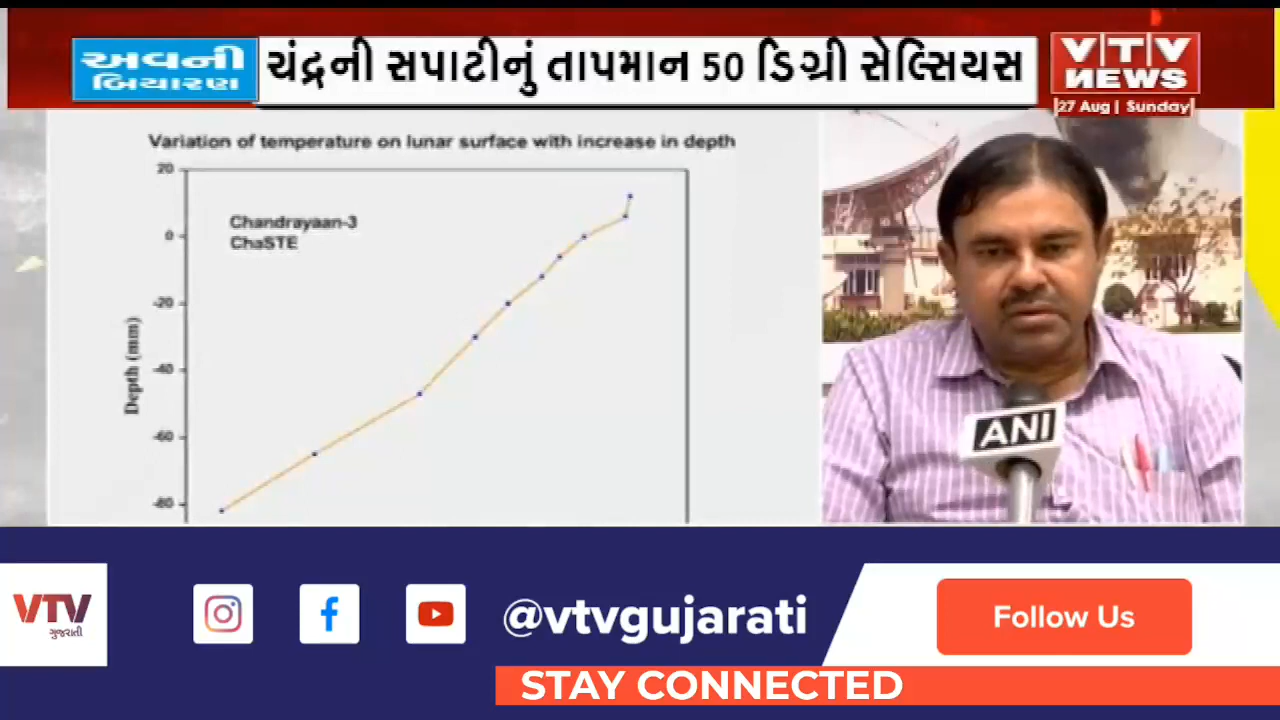 અવની
બિચારણ
ચંદ્રની સપાટીનું તાપમાન 50 ડિગ્રી સેલ્સિયસ
VTV
NEWS
27 Aug | Sunday
Variation of temperature on lunar surface with increase in depth
20
Chandrayaan-3
ChaSTE
0
-20
-40
-60
-80
Depth (mm)
ANI
VTV
ગુજરાતી
@vtvgujarati
Follow Us
STAY CONNECTED